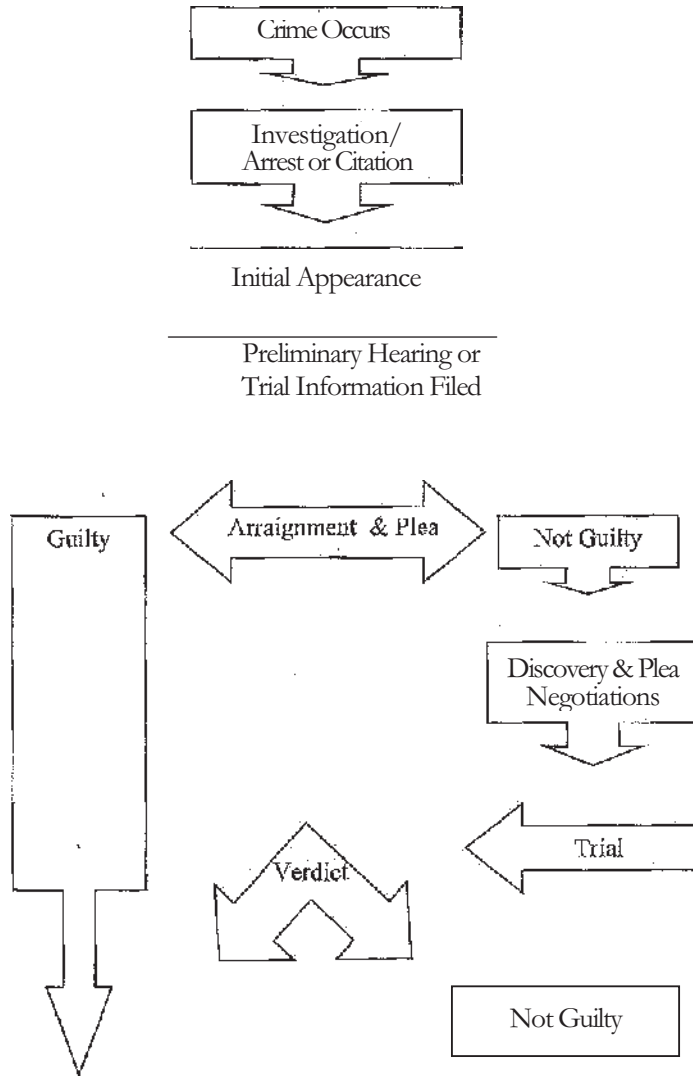 Crime Occurs
Investigation/
Arrest or Citation
Initial Appearance
Preliminary Hearing or
Trial Information Filed
Guilty
Arraignment & Plea
Not Guilty
Discovery & Plea
Negotiations
Trial
Verdict
Not Guilty